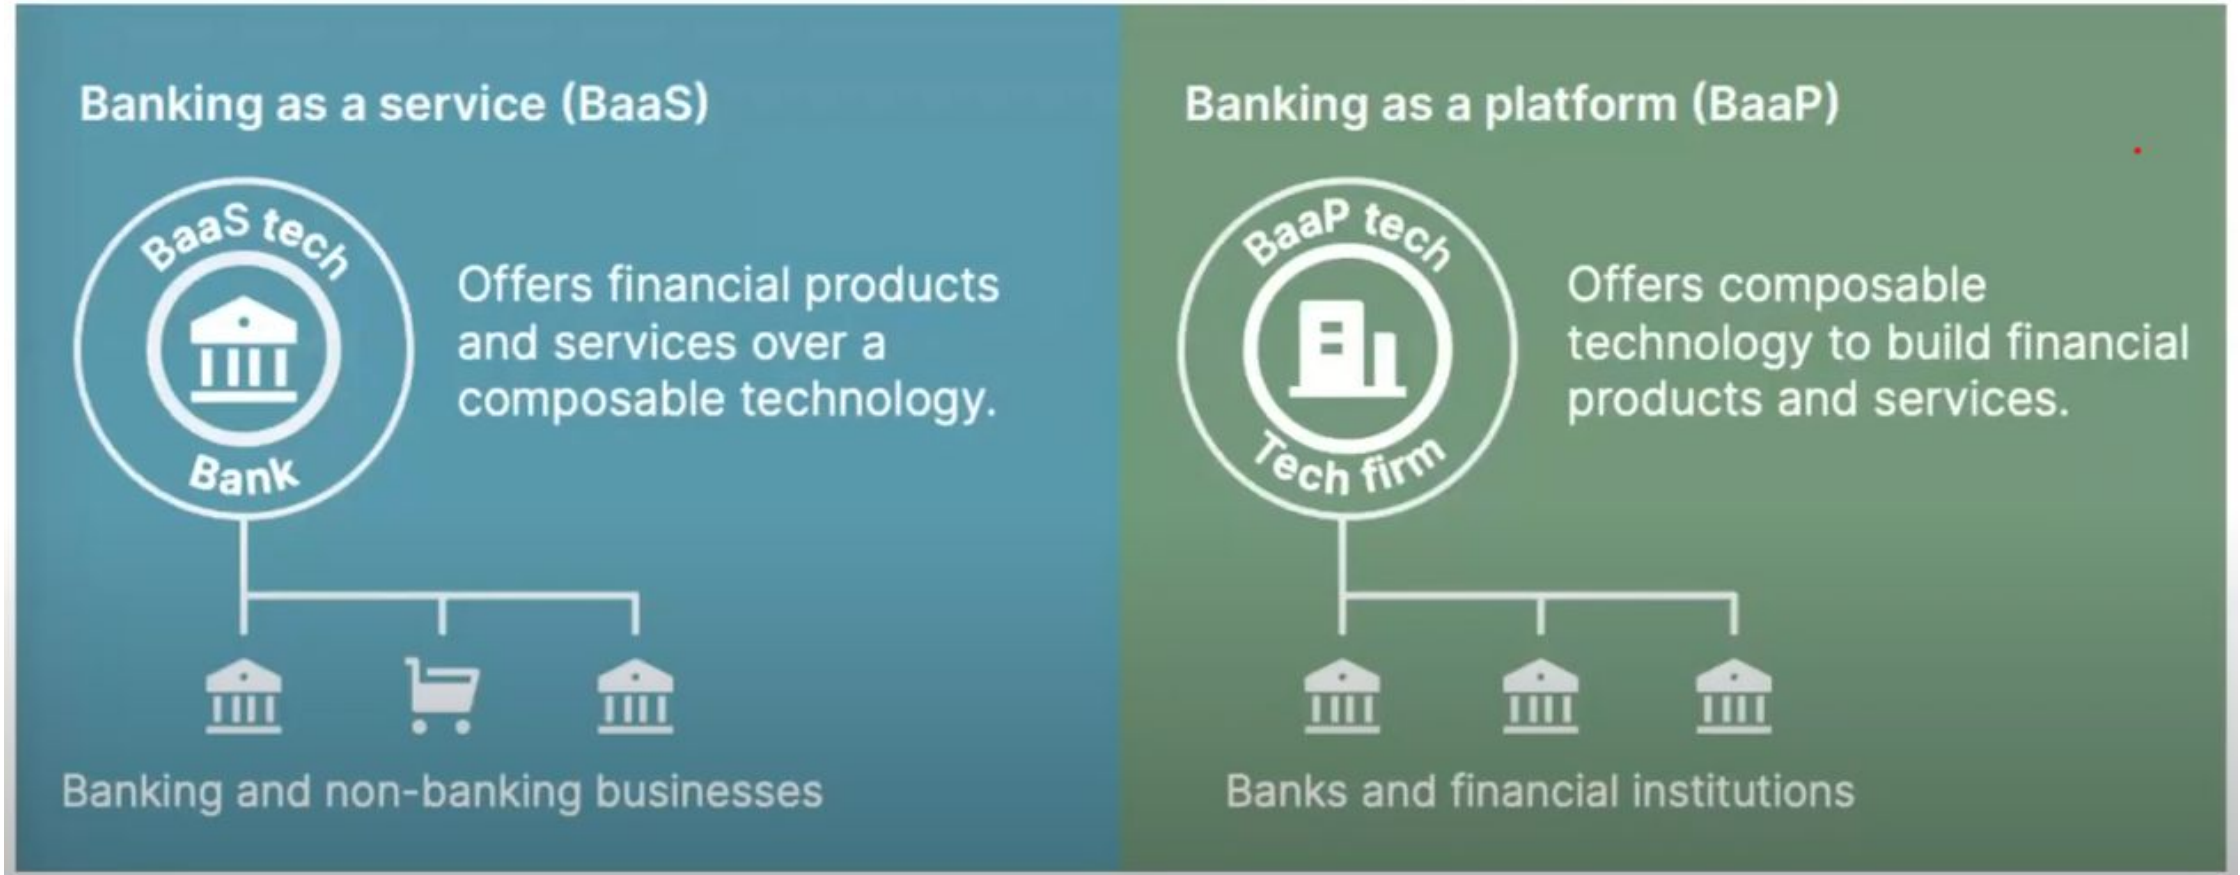 Banking as a service (BaaS)
BaaS tech
Bank
Offers financial products
and services over a
composable technology.
Banking and non-banking businesses
Banking as a platform (BaaP)
BaaP tech
Tech firm
Offers composable
technology to build financial
products and services.
Banks and financial institutions